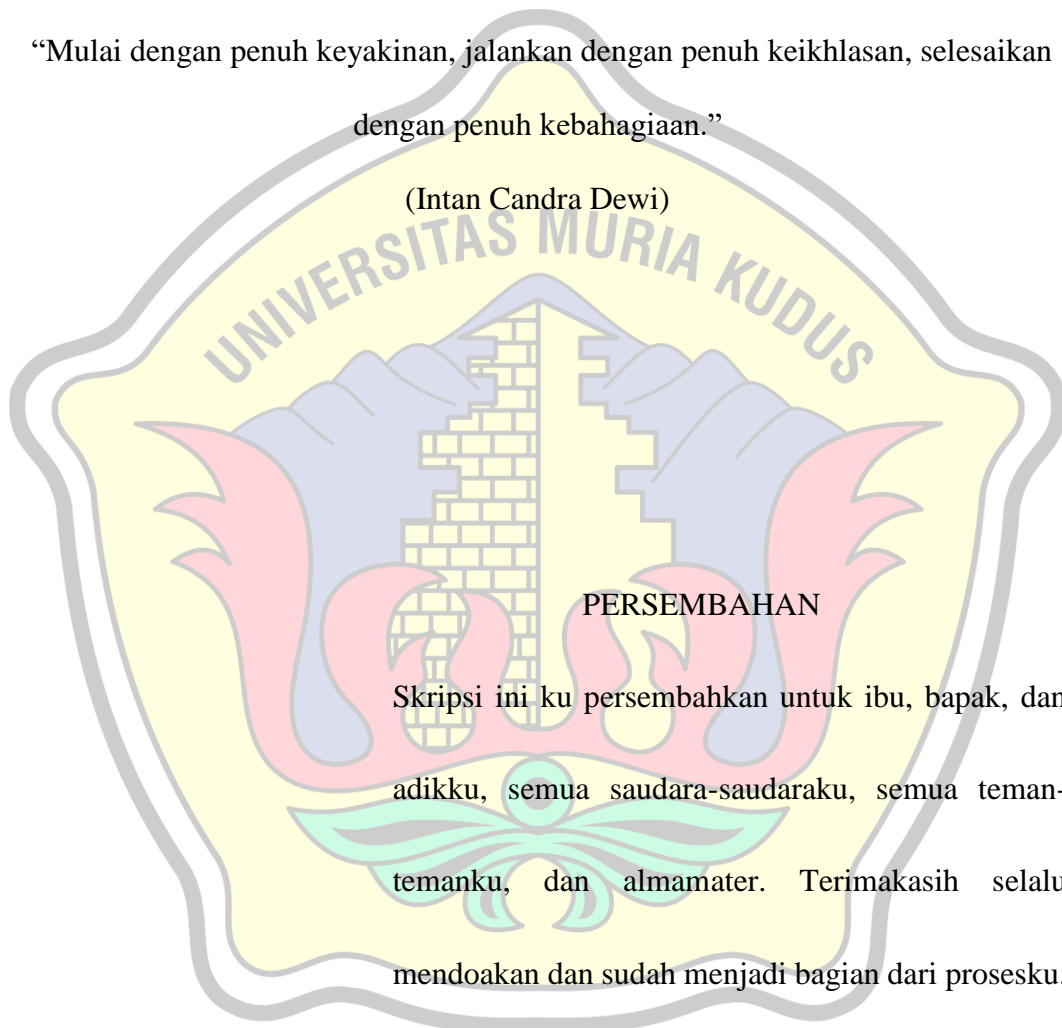 “Mulai dengan penuh keyakinan, jalankan dengan penuh keikhlasan, selesaikan
dengan penuh kebahagiaan.”
(Intan Candra Dewi)
UNIVERSITAS MURIA KUDUS
PERSEMBAHAN
Skripsi ini ku persembahkan untuk ibu, bapak, dan
adikku, semua saudara-saudaraku, semua teman-
temanku, dan almamater. Terimakasih selalu
mendoakan dan sudah menjadi bagian dari prosesku.